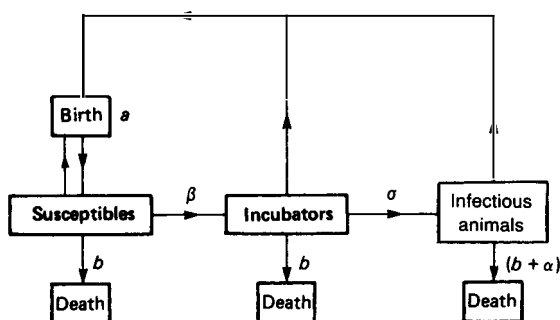 Birth a
β
σ
Susceptibles
Incubators
Infectious
animals
b
b
(b + α)
Death
Death
Death